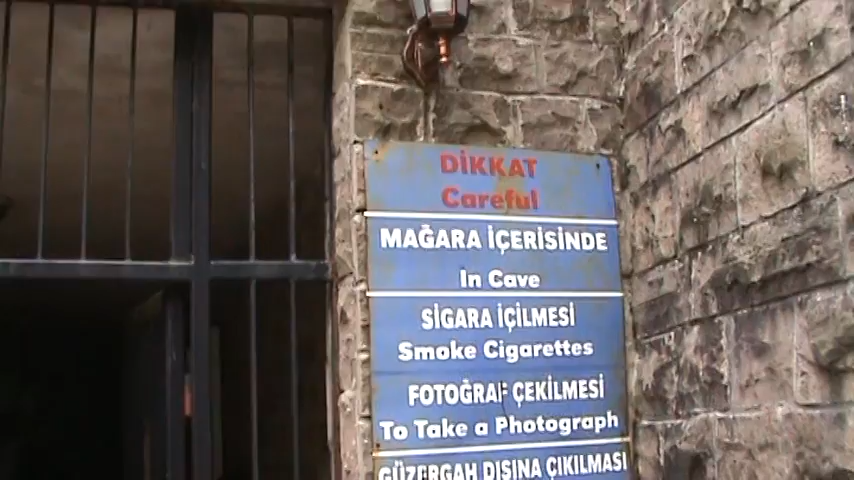 DİKKAT
Careful
MAĞARA İÇERİSİNDE
In Cave
SİGARA İÇİLMESİ
Smoke Cigarettes
FOTOĞRAF ÇEKİLMESİ
To Take a Photograph
GÜZERGAH DIŞINA ÇIKILMASI